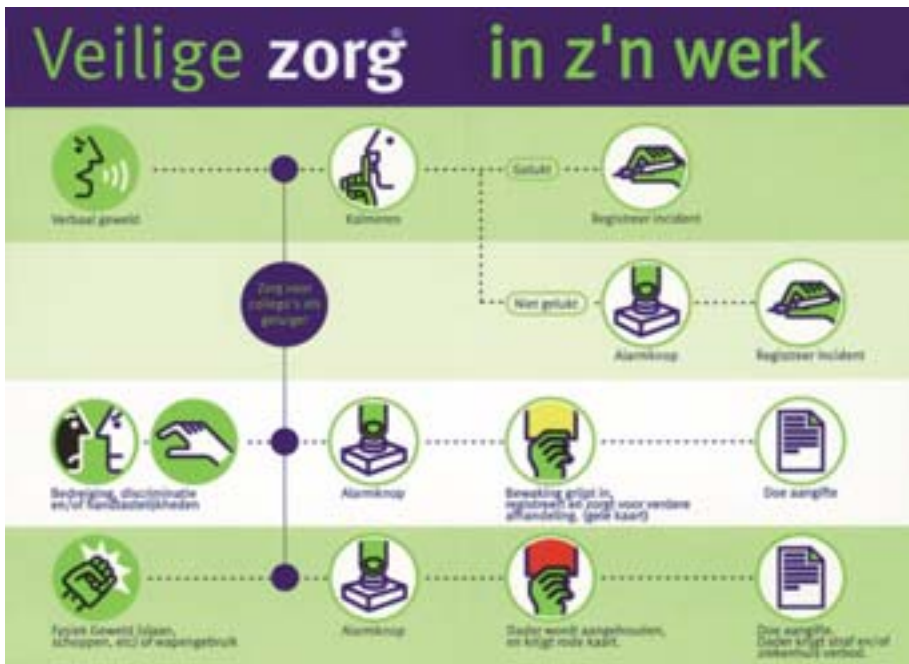 Veilige zorg® in z'n werk
Verbaal geweld
Kalmeren
Gelukt
Registreer incident
Zorg voor
collega's als
getuige!
Niet gelukt
Alarmknop
Registreer incident
Bedreiging, discriminatie
en/of handtastelijkheden
Alarmknop
Bewaking grijpt in,
registreert en zorgt voor verdere
afhandeling. (gele kaart)
Doe aangifte
Fysiek Geweld (slaan,
schoppen, etc) of wapengebruik
Alarmknop
Dader wordt aangehouden,
en krijgt rode kaart.
Doe aangifte.
Dader krijgt straf en/of
ziekenhuis verbod.